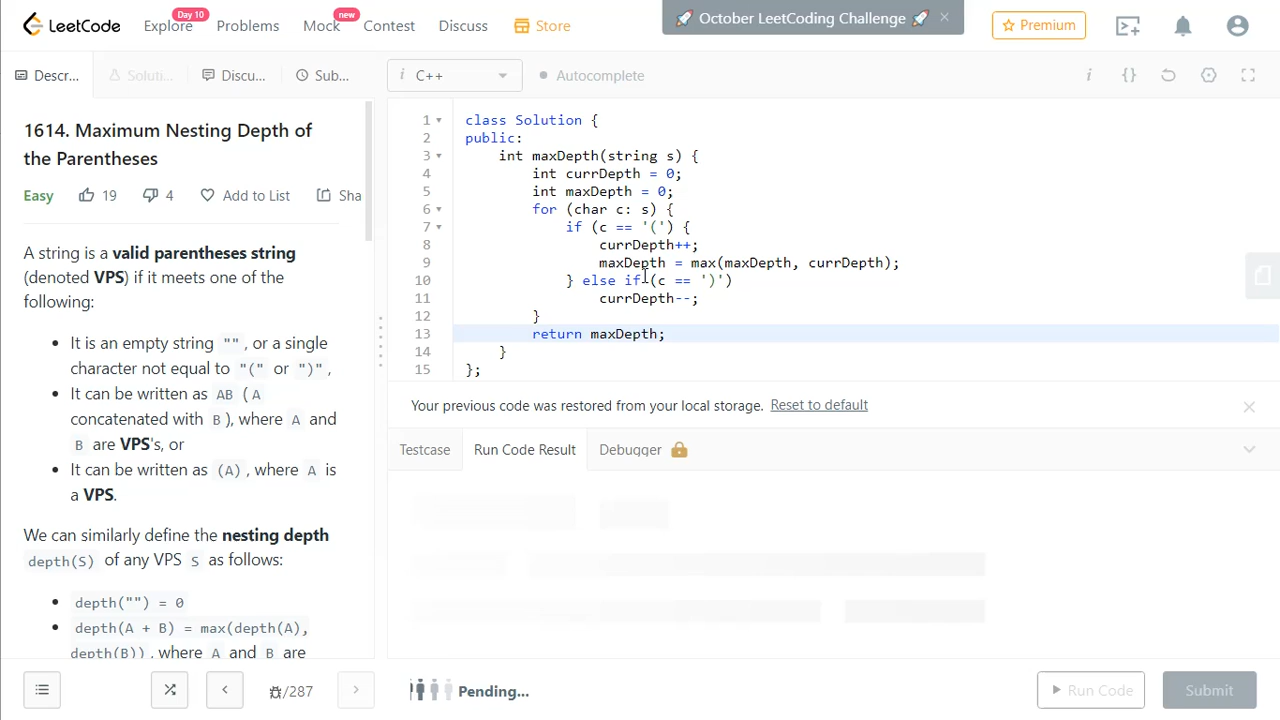 LeetCode
Explore
Day 10
Problems
Mock
new
Contest
Discuss
Store
🚀 October LeetCoding Challenge 🚀
Premium
Descr...
Soluti...
Discu...
Sub...
i C++
Autocomplete
1614. Maximum Nesting Depth of
the Parentheses
Easy 19 4 Add to List Sha
A string is a valid parentheses string
(denoted VPS) if it meets one of the
following:
• It is an empty string "", or a single
character not equal to "(" or ")",
• It can be written as AB (A
concatenated with B), where A and
B are VPS's, or
• It can be written as (A), where A is
a VPS.
We can similarly define the nesting depth
depth(S) of any VPS S as follows:
• depth("") = 0
• depth(A + B) = max(depth(A),
depth(B)), where A and B are
1 class Solution {
2 public:
3     int maxDepth(string s) {
4         int currDepth = 0;
5         int maxDepth = 0;
6         for (char c: s) {
7             if (c == '(') {
8                 currDepth++;
9                 maxDepth = max(maxDepth, currDepth);
10             } else if (c == ')')
11                 currDepth--;
12         }
13         return maxDepth;
14     }
15 };
Your previous code was restored from your local storage. Reset to default
Testcase
Run Code Result
Debugger
/287
Pending...
Run Code
Submit